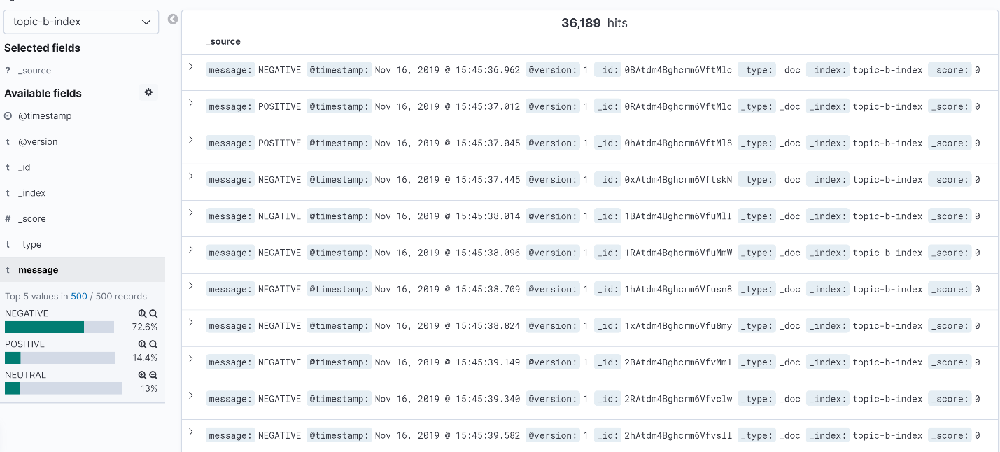 topic-b-index
Selected fields
? _source
Available fields
@timestamp
t @version
t _id
t _index
# _score
t _type
t message
Top 5 values in 500 / 500 records
NEGATIVE
72.6%
POSITIVE
14.4%
NEUTRAL
13%
36,189 hits
_source
message: NEGATIVE @timestamp: Nov 16, 2019 @ 15:45:36.962 @version: 1 _id: 0BAtdm4Bghcrm6VftMlc _type: _doc _index: topic-b-index _score: 0
message: POSITIVE @timestamp: Nov 16, 2019 @ 15:45:37.012 @version: 1 _id: 0RAtdm4Bghcrm6VftMlc _type: _doc _index: topic-b-index _score: 0
message: POSITIVE @timestamp: Nov 16, 2019 @ 15:45:37.045 @version: 1 _id: 0hAtdm4Bghcrm6VftMl8 _type: _doc _index: topic-b-index _score: 0
message: NEGATIVE @timestamp: Nov 16, 2019 @ 15:45:37.445 @version: 1 _id: 0xAtdm4Bghcrm6VftskN _type: _doc _index: topic-b-index _score: 0
message: NEGATIVE @timestamp: Nov 16, 2019 @ 15:45:38.014 @version: 1 _id: 1BAtdm4Bghcrm6VfuMlI _type: _doc _index: topic-b-index _score: 0
message: NEGATIVE @timestamp: Nov 16, 2019 @ 15:45:38.096 @version: 1 _id: 1RAtdm4Bghcrm6VfuMmW _type: _doc _index: topic-b-index _score: 0
message: NEGATIVE @timestamp: Nov 16, 2019 @ 15:45:38.709 @version: 1 _id: 1hAtdm4Bghcrm6Vfusn8 _type: _doc _index: topic-b-index _score: 0
message: NEGATIVE @timestamp: Nov 16, 2019 @ 15:45:38.824 @version: 1 _id: 1xAtdm4Bghcrm6Vfu8my _type: _doc _index: topic-b-index _score: 0
message: NEGATIVE @timestamp: Nov 16, 2019 @ 15:45:39.149 @version: 1 _id: 2BAtdm4Bghcrm6VfvMm1 _type: _doc _index: topic-b-index _score: 0
message: NEGATIVE @timestamp: Nov 16, 2019 @ 15:45:39.340 @version: 1 _id: 2RAtdm4Bghcrm6Vfvclw _type: _doc _index: topic-b-index _score: 0
message: NEGATIVE @timestamp: Nov 16, 2019 @ 15:45:39.582 @version: 1 _id: 2hAtdm4Bghcrm6Vfvsll _type: _doc _index: topic-b-index _score: 0